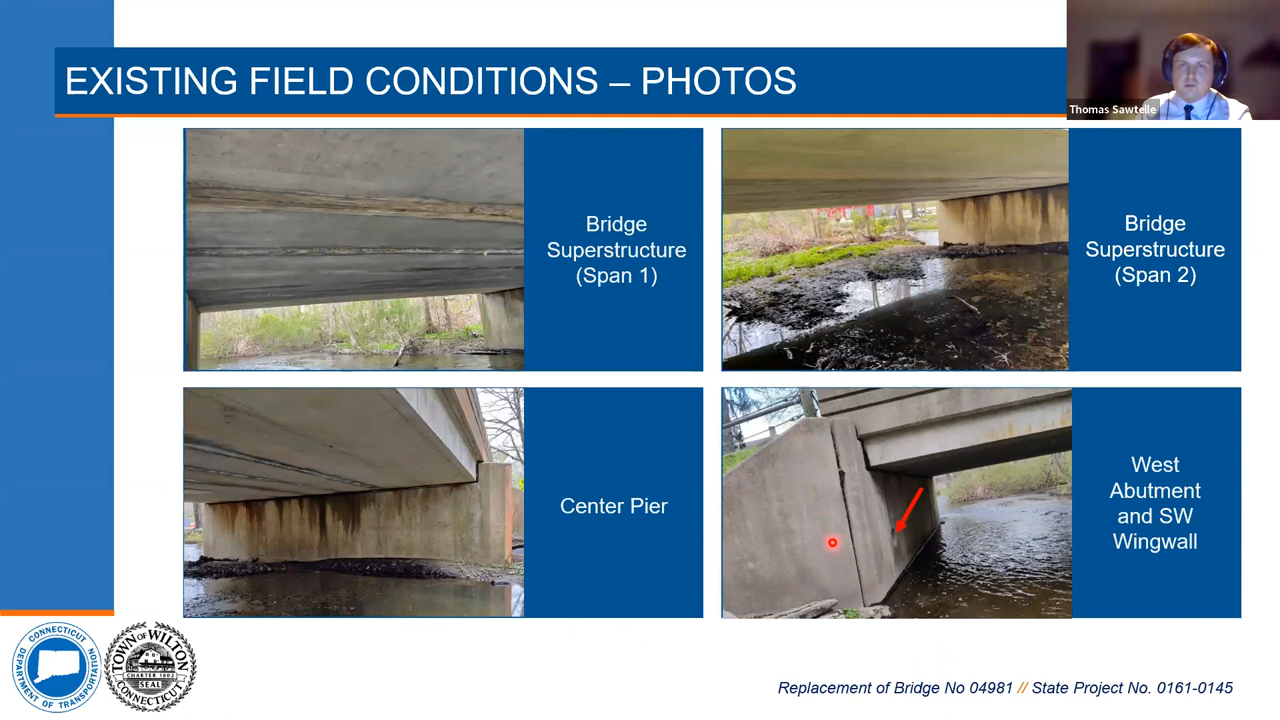 EXISTING FIELD CONDITIONS – PHOTOS
Thomas Sawtelle
Bridge
Superstructure
(Span 1)
Bridge
Superstructure
(Span 2)
Center Pier
West
Abutment
and SW
Wingwall
CONNECTICUT
DEPARTMENT OF TRANSPORTATION
TOWN OF WILTON
CHARTER 1802
SEAL
CONNECTICUT
Replacement of Bridge No 04981 // State Project No. 0161-0145